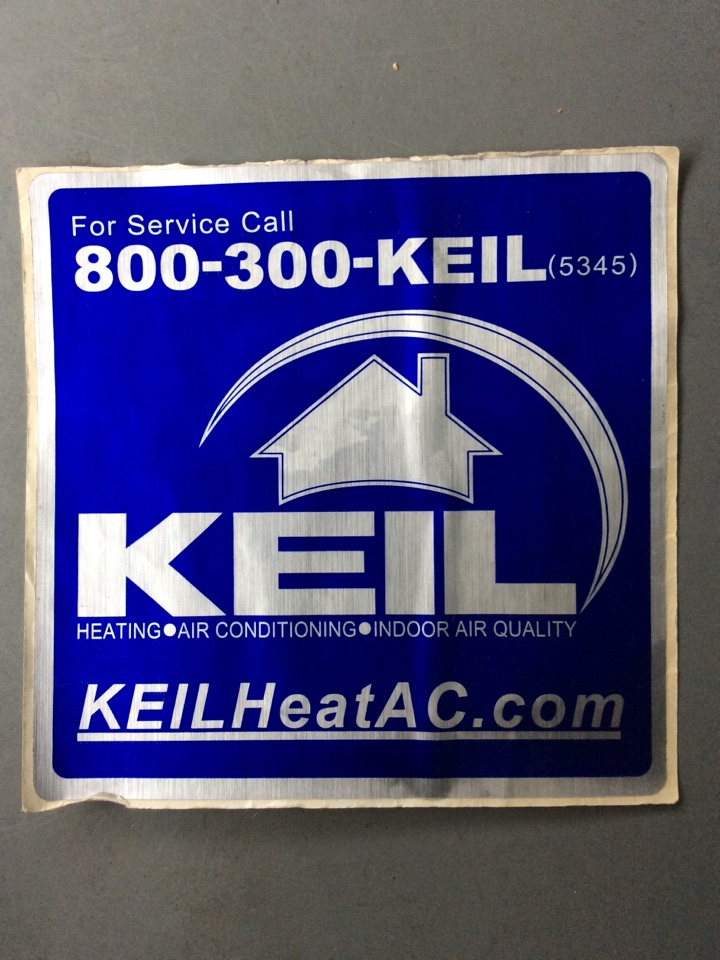 For Service Call
800-300-KEIL(5345)
KEIL
HEATING●AIR CONDITIONING●INDOOR AIR QUALITY
KEILHeatAC.com